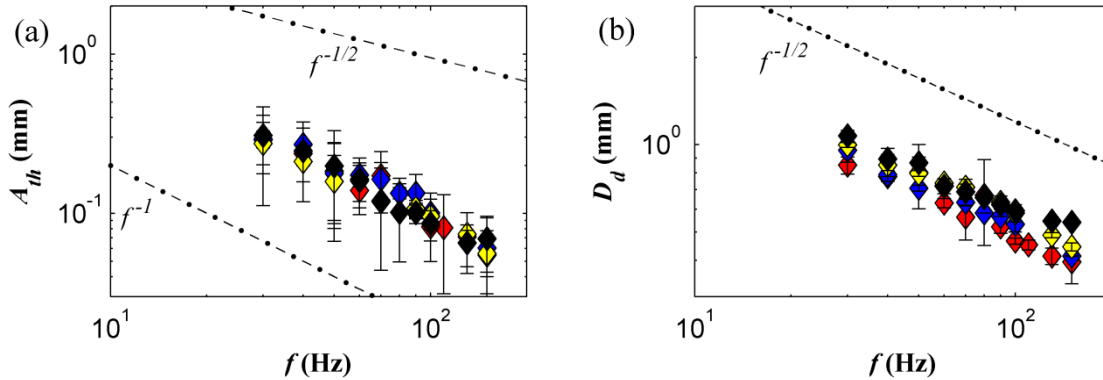 (a)
10^0
10^-1
A_th (mm)
f^-1/2
f^-1
10^1
10^2
f (Hz)
(b)
10^0
D_d (mm)
f^-1/2
10^1
10^2
f (Hz)